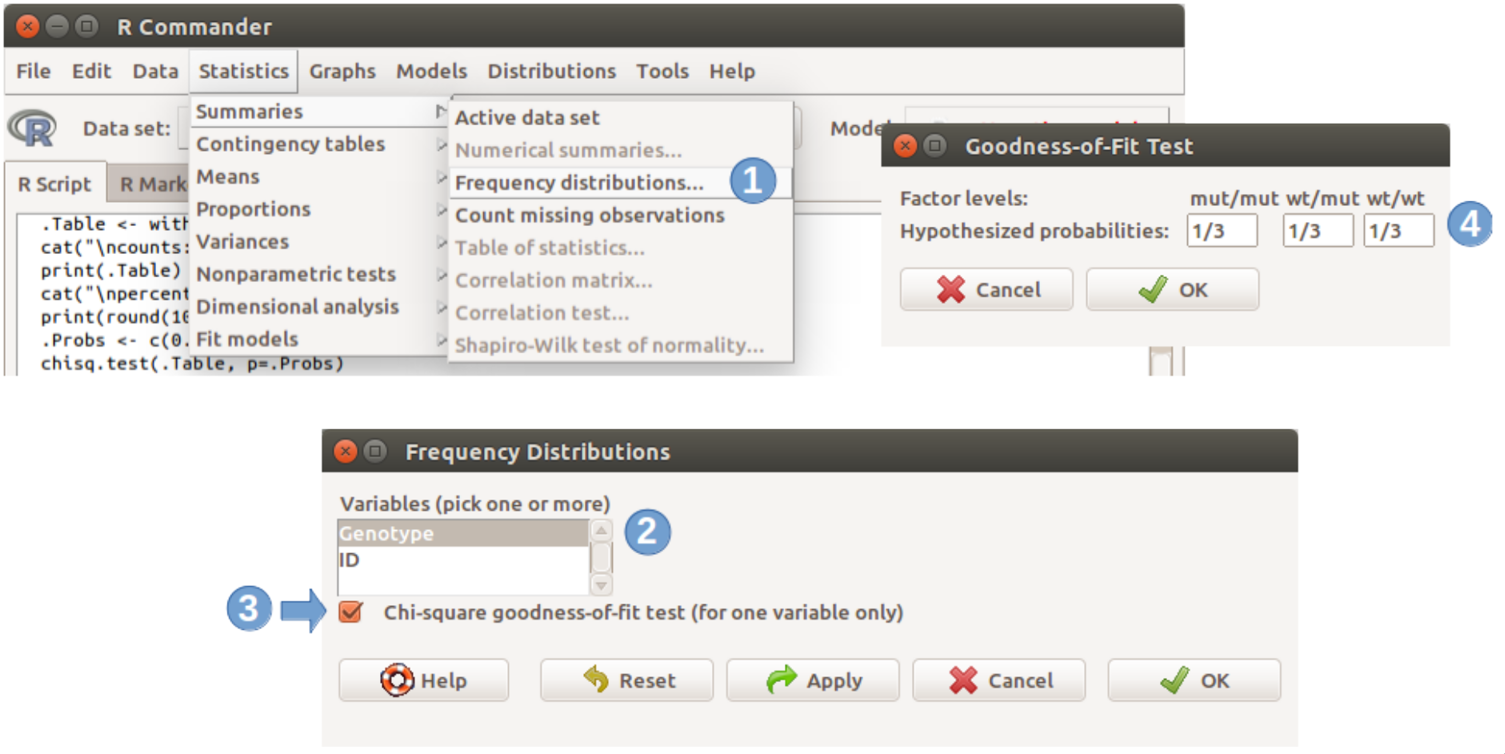 R Commander
File Edit Data Statistics Graphs Models Distributions Tools Help
R Data set:
Model
R Script R Mark
.Table <- with
cat("\ncounts:
print(.Table)
cat("\npercent
print(round(10
.Probs <- c(0.
chisq.test(.Table, p=.Probs)
Summaries
Contingency tables
Means
Proportions
Variances
Nonparametric tests
Dimensional analysis
Fit models
Active data set
Numerical summaries...
Frequency distributions... 1
Count missing observations
Table of statistics...
Correlation matrix...
Correlation test...
Shapiro-Wilk test of normality...
Goodness-of-Fit Test
Factor levels: mut/mut wt/mut wt/wt
Hypothesized probabilities: 1/3 1/3 1/3 4
Cancel OK
Frequency Distributions
Variables (pick one or more)
Genotype 2
ID
3 Chi-square goodness-of-fit test (for one variable only)
Help Reset Apply Cancel OK